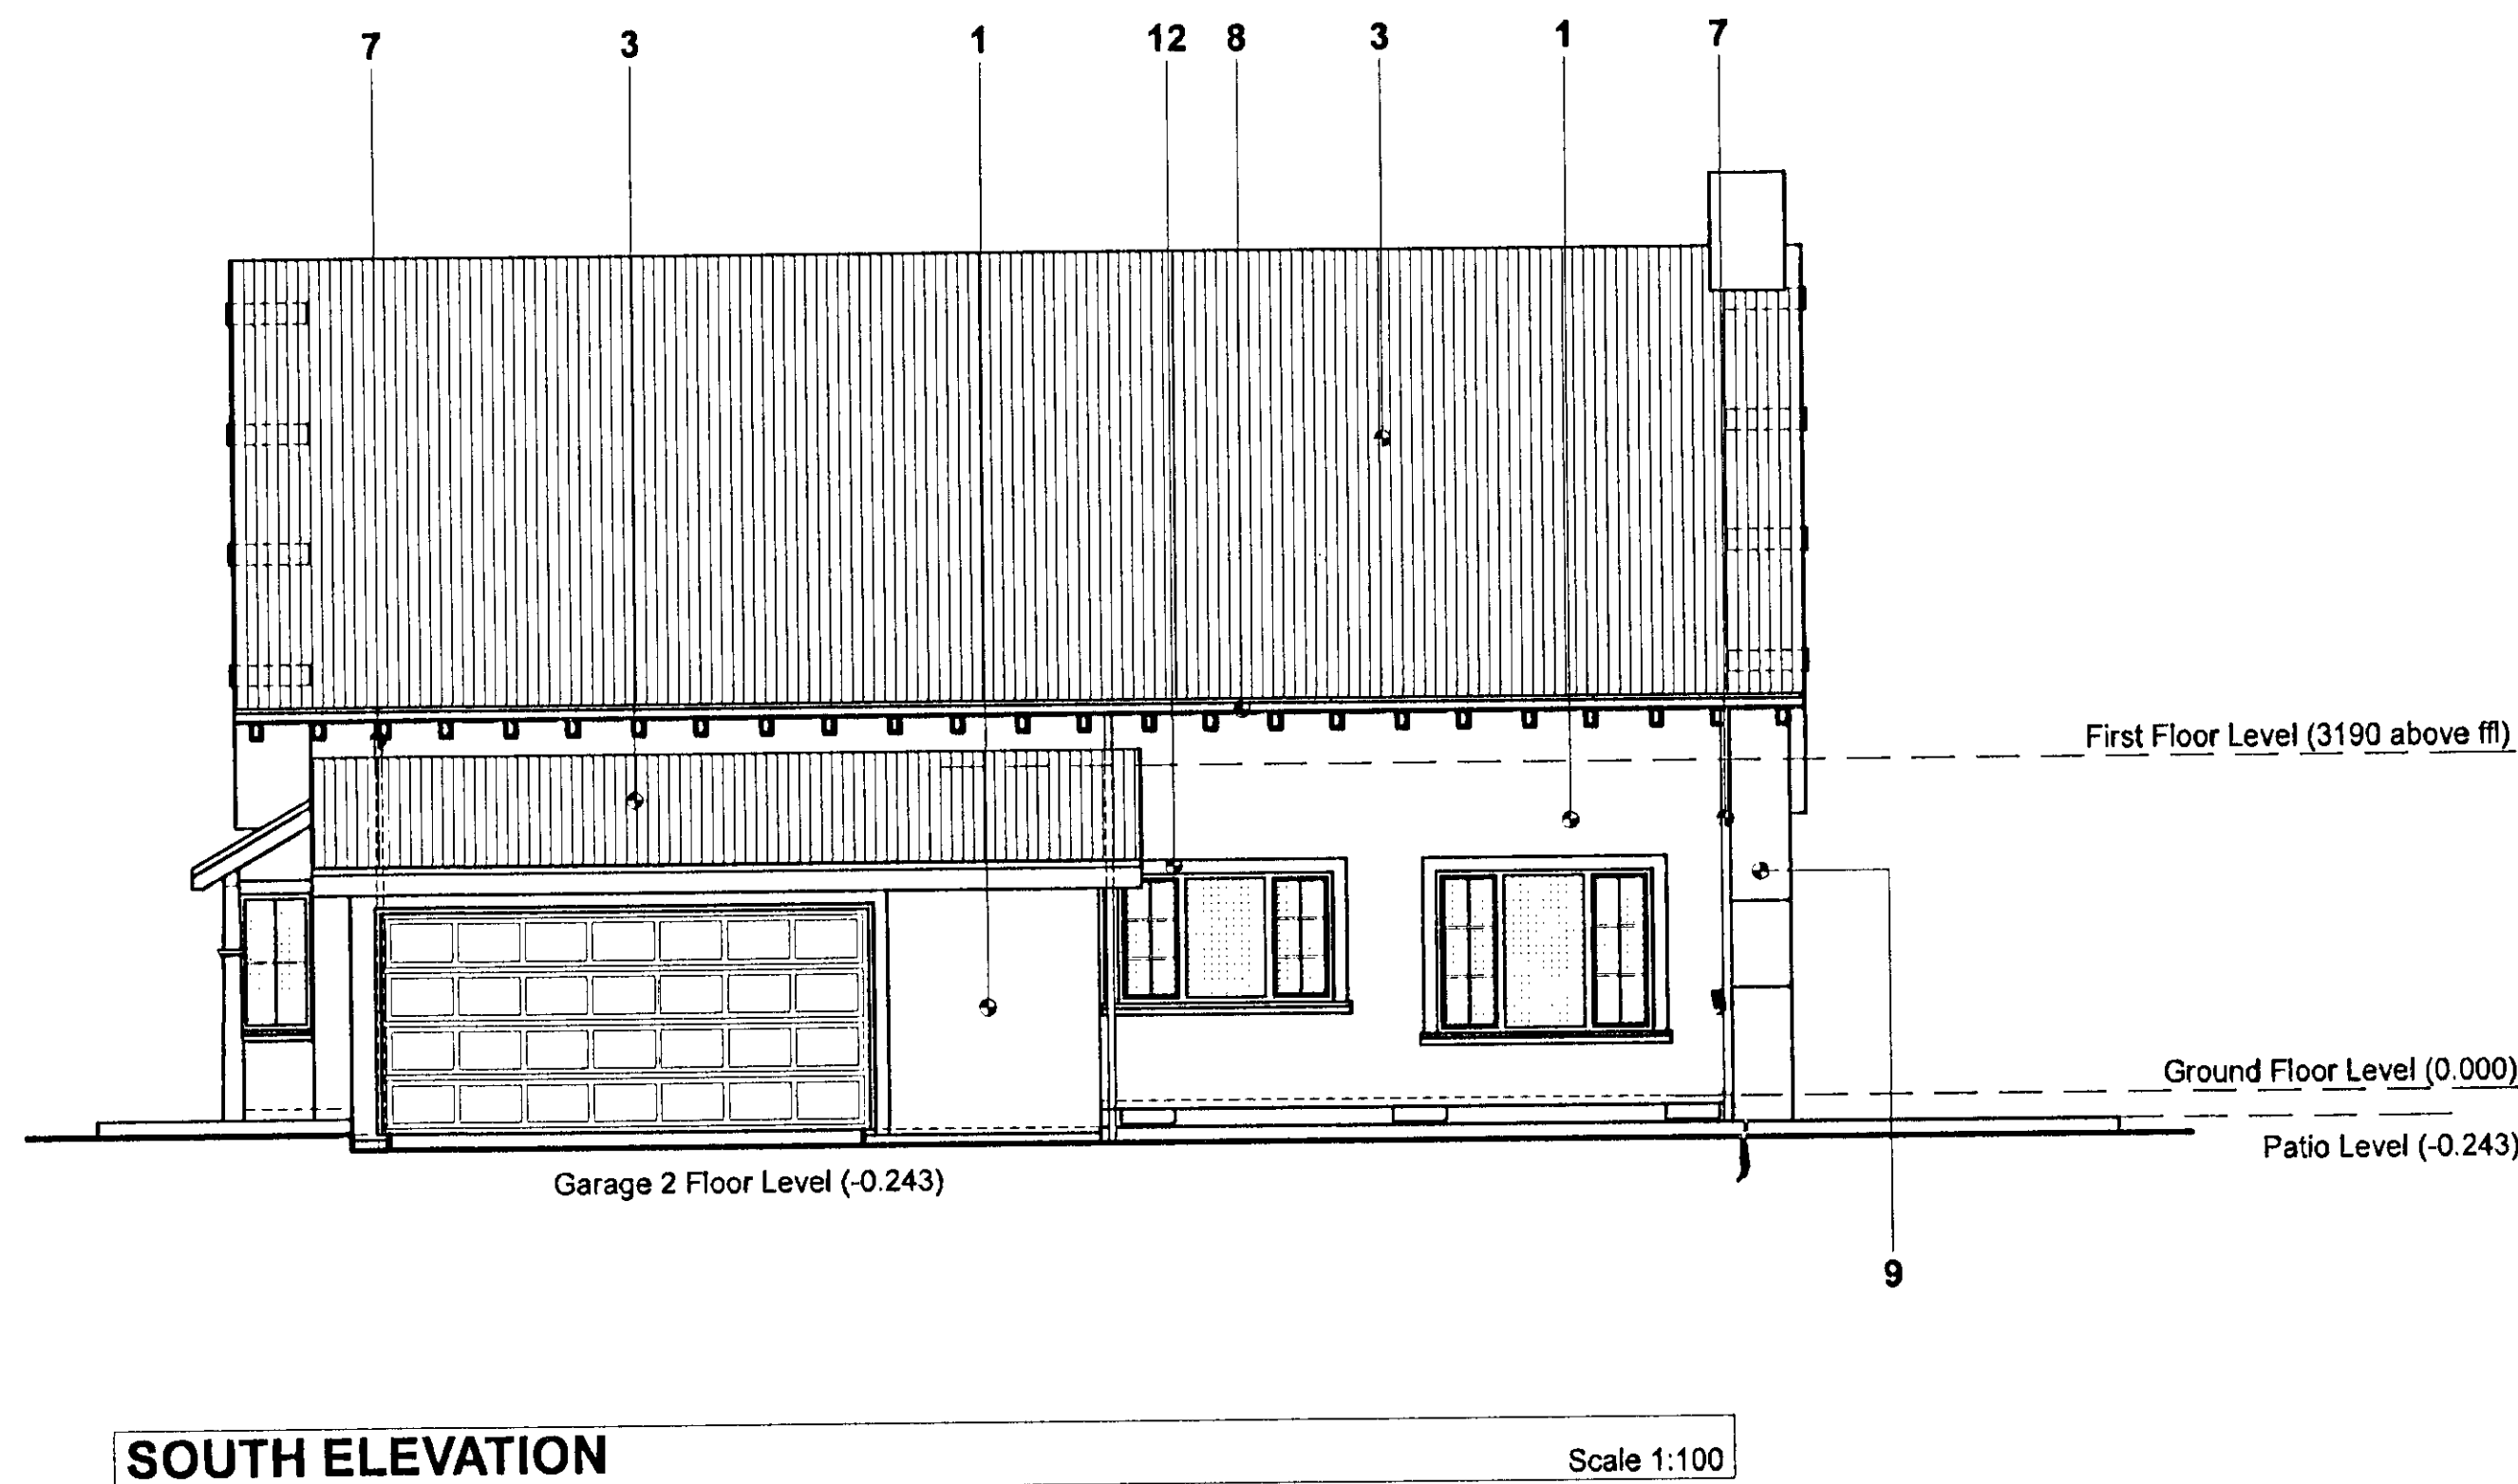 7 3 1 12 8 3 1 7
First Floor Level (3190 above ffl)
Ground Floor Level (0.000)
Patio Level (-0.243)
Garage 2 Floor Level (-0.243)
9
SOUTH ELEVATION
Scale 1:100